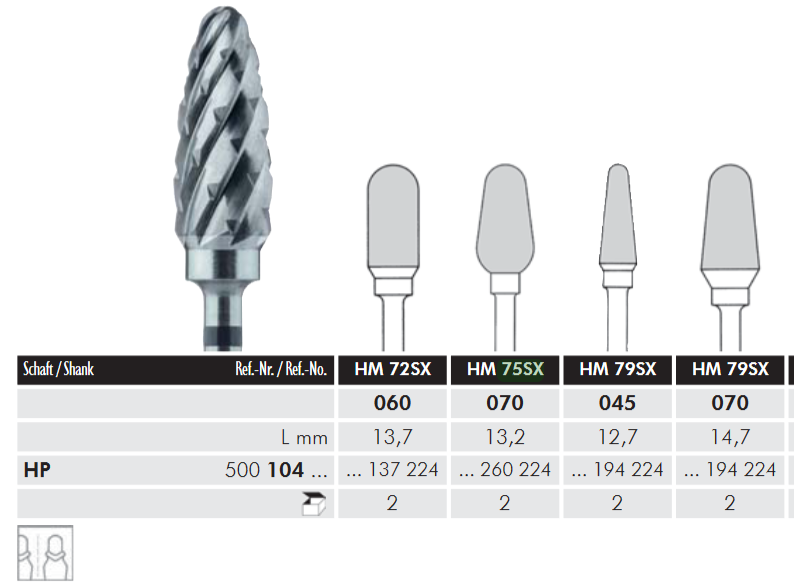 Schaft / Shank Ref.-Nr. / Ref.-No. HM 72SX HM 75SX HM 79SX HM 79SX
060 070 045 070
L mm 13,7 13,2 12,7 14,7
HP 500 104 ... ... 137 224 ... 260 224 ... 194 224 ... 194 224
2 2 2 2